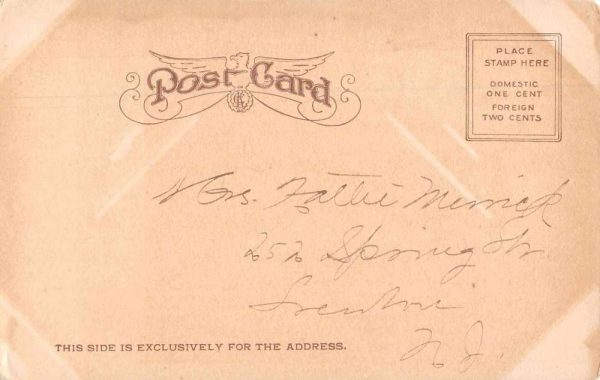 Post Card
PLACE
STAMP HERE
DOMESTIC
ONE CENT
FOREIGN
TWO CENTS
Mrs. Hattie Merrick
252 Spring St.
Trenton
N.J.
THIS SIDE IS EXCLUSIVELY FOR THE ADDRESS.